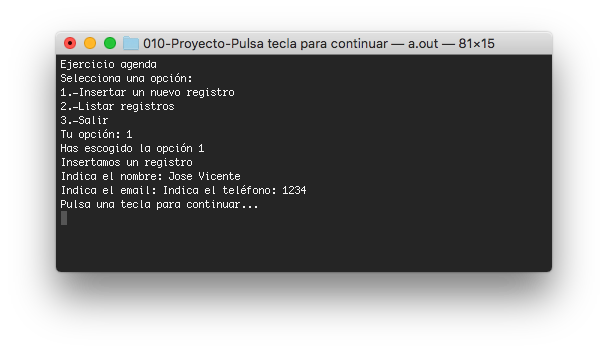 010-Proyecto-Pulsa tecla para continuar — a.out — 81×15
Ejercicio agenda
Selecciona una opción:
1.-Insertar un nuevo registro
2.-Listar registros
3.-Salir
Tu opción: 1
Has escogido la opción 1
Insertamos un registro
Indica el nombre: Jose Vicente
Indica el email: Indica el teléfono: 1234
Pulsa una tecla para continuar...